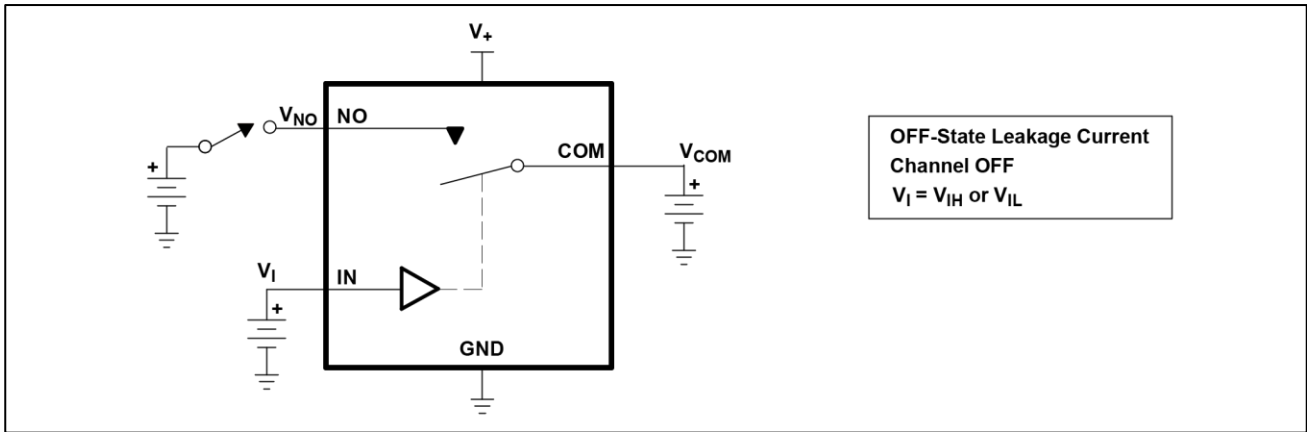 V+
VNO NO
COM VCOM
+
+
VI IN
+
GND
OFF-State Leakage Current
Channel OFF
VI = VIH or VIL